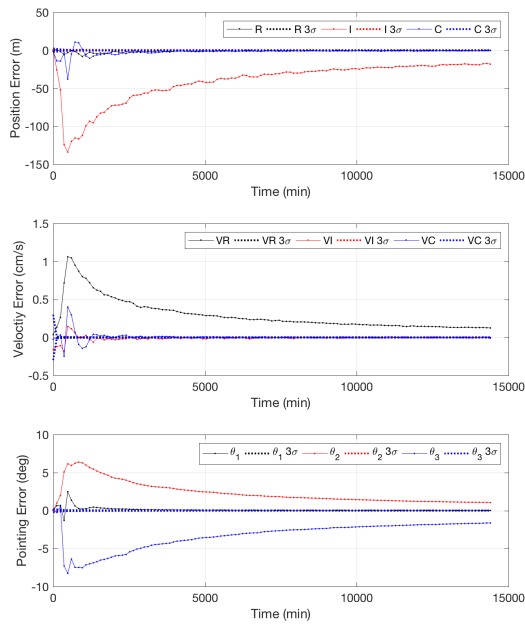 50
0
-50
-100
-150
Position Error (m)
R R 3σ I I 3σ C C 3σ
0 5000 10000 15000
Time (min)
1.5
1
0.5
0
-0.5
Veloctiy Error (cm/s)
VR VR 3σ VI VI 3σ VC VC 3σ
0 5000 10000 15000
Time (min)
10
5
0
-5
-10
Pointing Error (deg)
θ1 θ1 3σ θ2 θ2 3σ θ3 θ3 3σ
0 5000 10000 15000
Time (min)